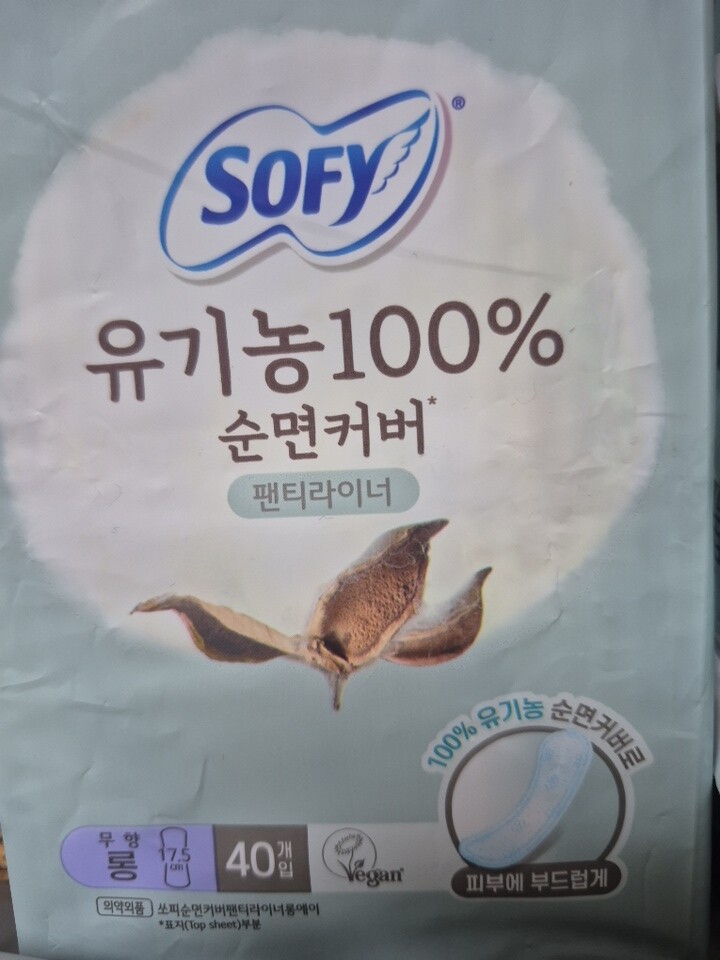 SOFY®
유기농100%
순면커버*
팬티라이너
100% 유기농 순면커버로
피부에 부드럽게
무향
롱
17.5
cm
40개입
Vegan
의약외품 쏘피순면커버팬티라이너롱에이
*표지(Top sheet)부분